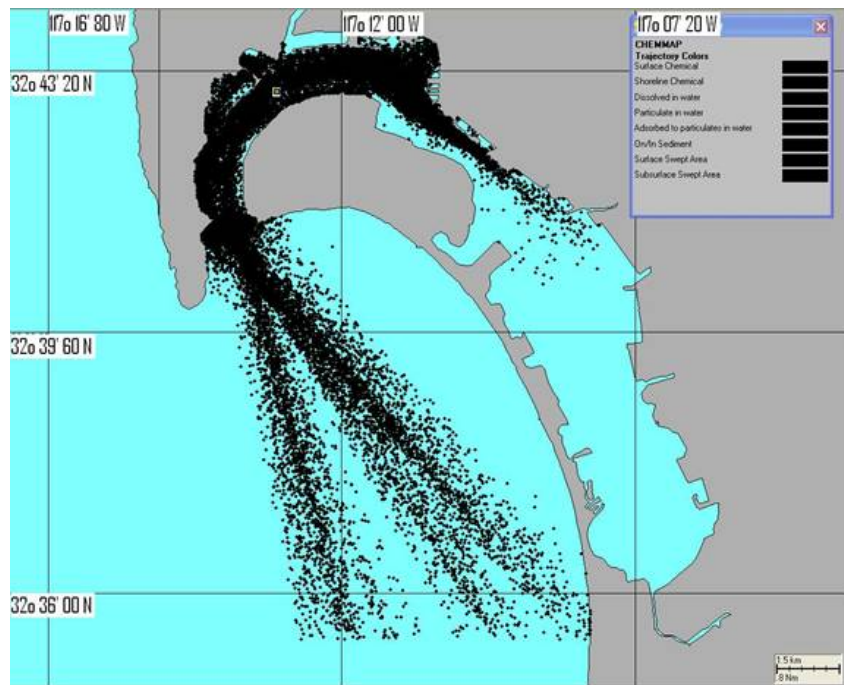 117o 16' 80 W
117o 12' 00 W
117o 07' 20 W
CHEMMAP
Trajectory Colors
Surface Chemical
Shoreline Chemical
Dissolved in water
Particulate in water
Adsorbed to particulates in water
On/In Sediment
Surface Swept Area
Subsurface Swept Area
32o 43' 20 N
32o 39' 60 N
32o 36' 00 N
1.5 km
.8 Nm